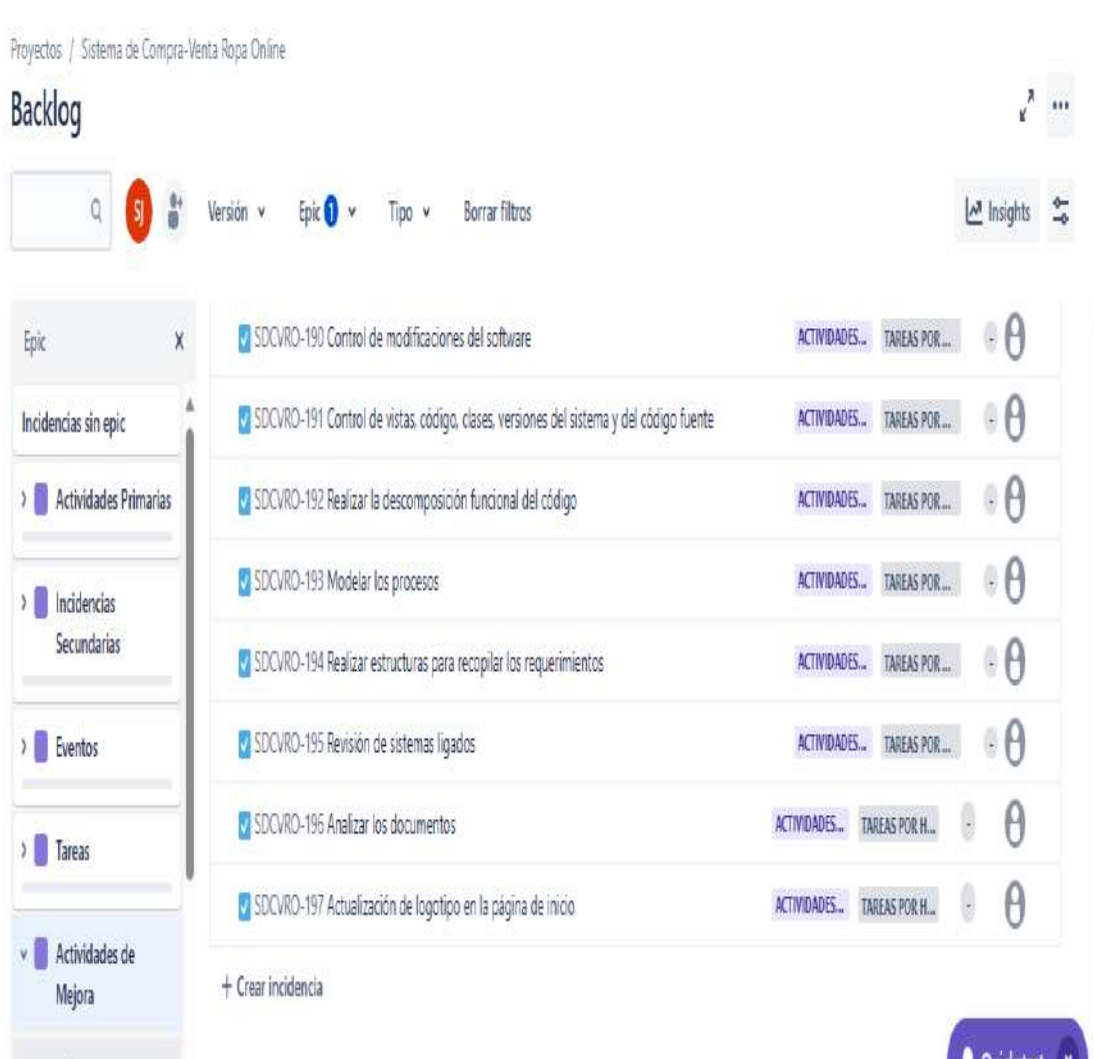 Proyectos / Sistema de Compra-Venta Ropa Online
Backlog
SJ Versión Epic 1 Tipo Borrar filtros Insights
Epic X
Incidencias sin epic
Actividades Primarias
Incidencias
Secundarias
Eventos
Tareas
Actividades de
Mejora
SDCVRO-190 Control de modificaciones del software ACTIVIDADES... TAREAS POR ... -
SDCVRO-191 Control de vistas, código, clases, versiones del sistema y del código fuente ACTIVIDADES... TAREAS POR ... -
SDCVRO-192 Realizar la descomposición funcional del código ACTIVIDADES... TAREAS POR ... -
SDCVRO-193 Modelar los procesos ACTIVIDADES... TAREAS POR ... -
SDCVRO-194 Realizar estructuras para recopilar los requerimientos ACTIVIDADES... TAREAS POR ... -
SDCVRO-195 Revisión de sistemas ligados ACTIVIDADES... TAREAS POR ... -
SDCVRO-196 Analizar los documentos ACTIVIDADES... TAREAS POR H... -
SDCVRO-197 Actualización de logotipo en la página de inicio ACTIVIDADES... TAREAS POR H... -
+ Crear incidencia